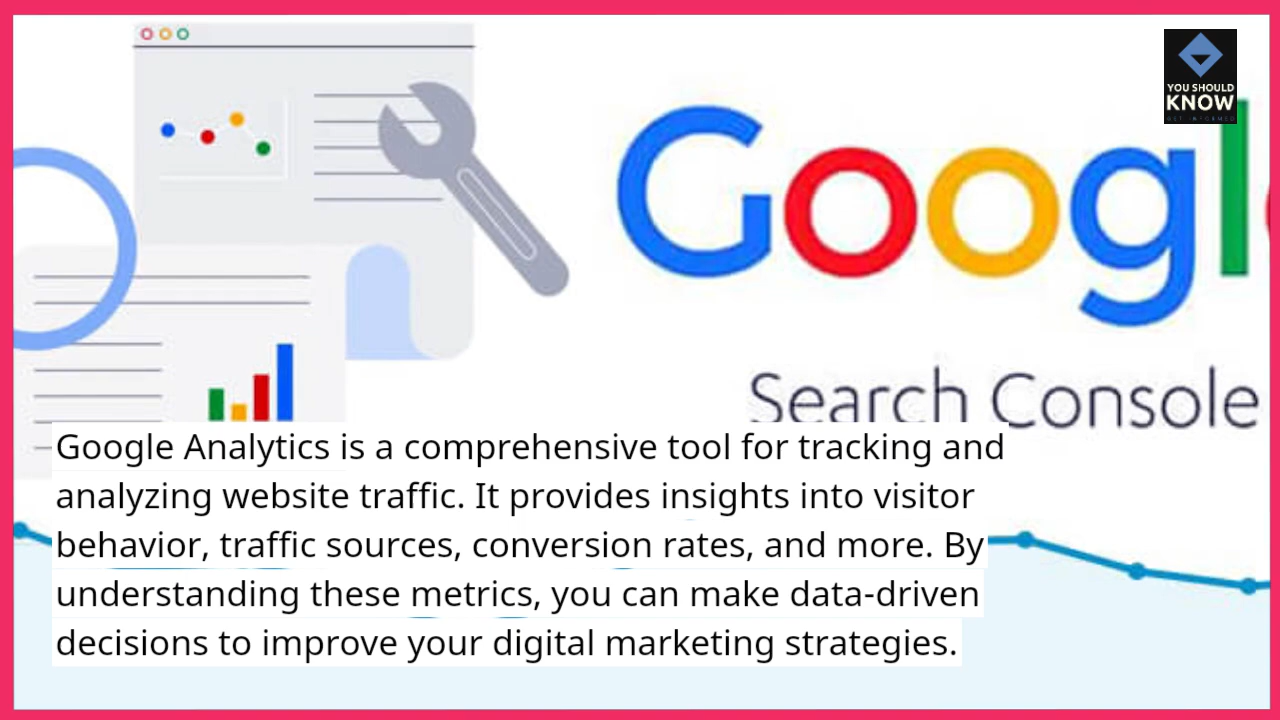 YOU SHOULD
KNOW
GET INFORMED
Googl
Search Console
Google Analytics is a comprehensive tool for tracking and
analyzing website traffic. It provides insights into visitor
behavior, traffic sources, conversion rates, and more. By
understanding these metrics, you can make data-driven
decisions to improve your digital marketing strategies.